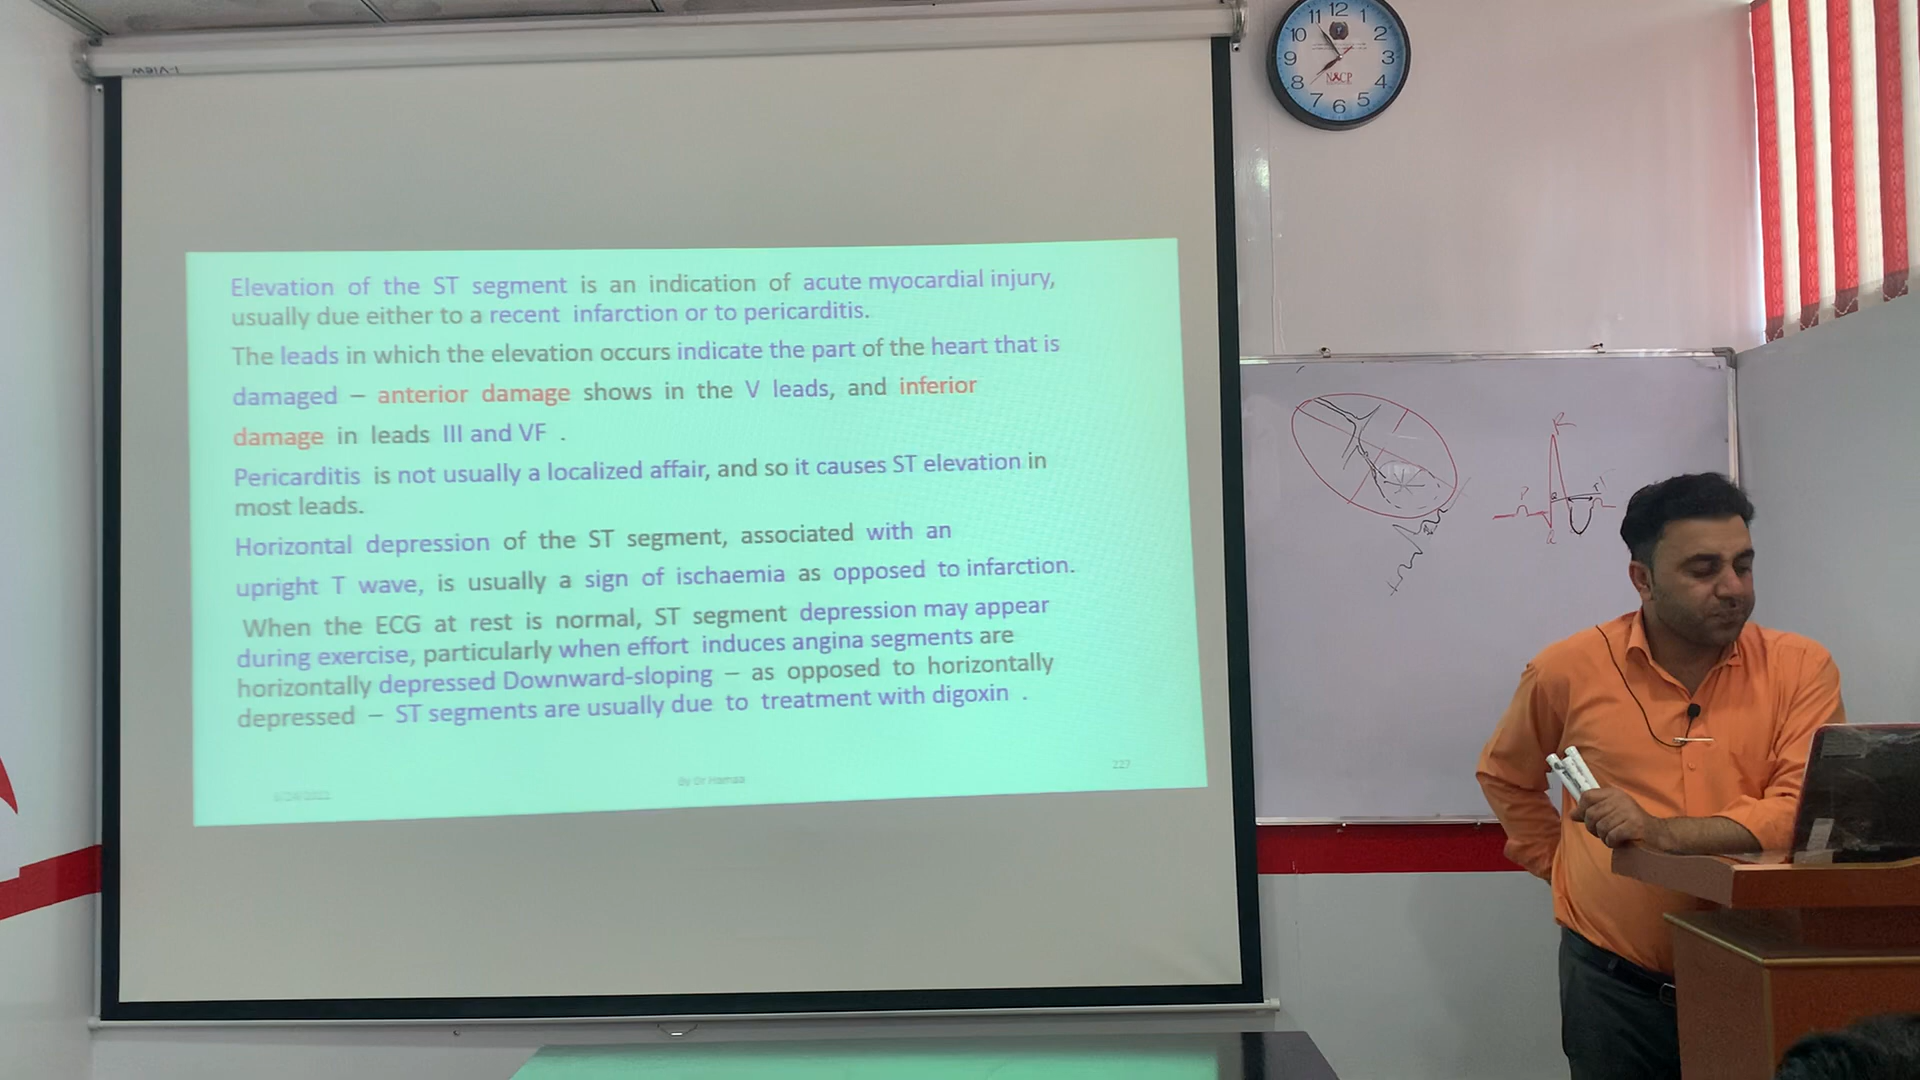 I-VIEW
11 12 1
10 2
9 3
8 4
7 6 5
NACP
Elevation of the ST segment is an indication of acute myocardial injury,
usually due either to a recent infarction or to pericarditis.
The leads in which the elevation occurs indicate the part of the heart that is
damaged – anterior damage shows in the V leads, and inferior
damage in leads III and VF .
Pericarditis is not usually a localized affair, and so it causes ST elevation in
most leads.
Horizontal depression of the ST segment, associated with an
upright T wave, is usually a sign of ischaemia as opposed to infarction.
When the ECG at rest is normal, ST segment depression may appear
during exercise, particularly when effort induces angina segments are
horizontally depressed Downward-sloping – as opposed to horizontally
depressed – ST segments are usually due to treatment with digoxin .
By Dr Hamza
227
R
P